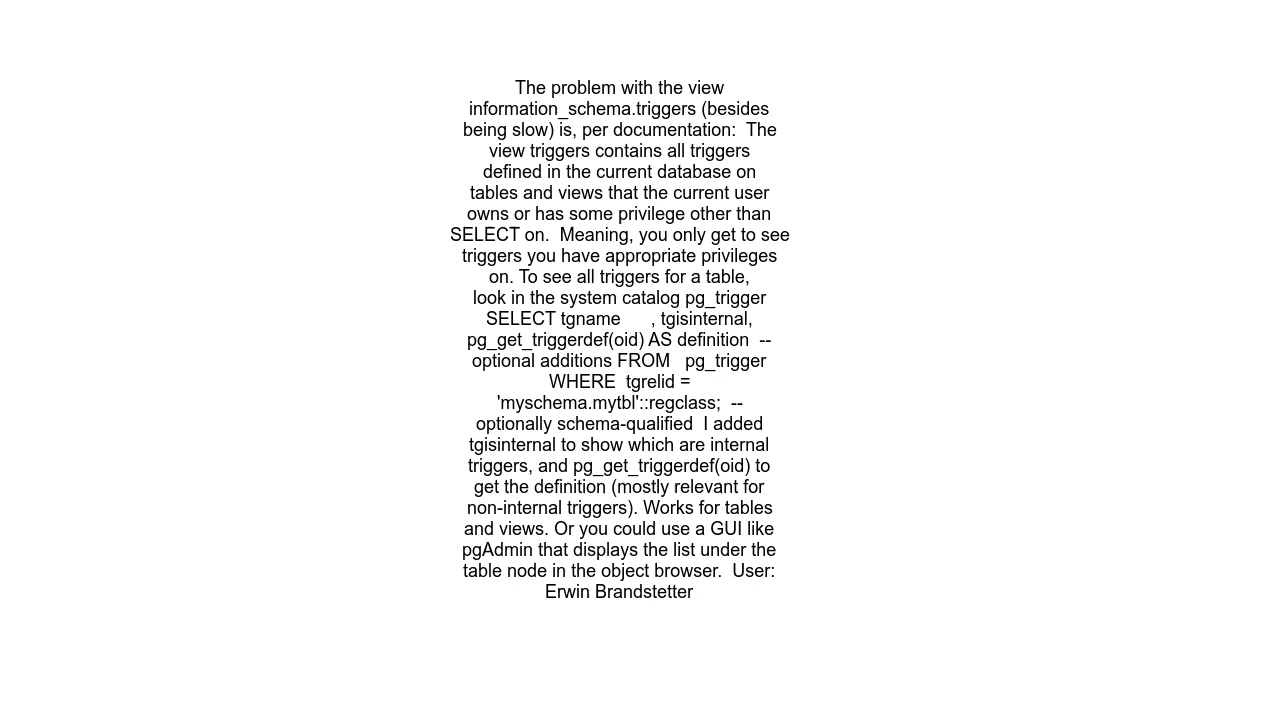 The problem with the view
information_schema.triggers (besides
being slow) is, per documentation:  The
view triggers contains all triggers
defined in the current database on
tables and views that the current user
owns or has some privilege other than
SELECT on.  Meaning, you only get to see
triggers you have appropriate privileges
on. To see all triggers for a table,
look in the system catalog pg_trigger
SELECT tgname      , tgisinternal,
pg_get_triggerdef(oid) AS definition  --
optional additions FROM   pg_trigger
WHERE  tgrelid =
'myschema.mytbl'::regclass;  --
optionally schema-qualified  I added
tgisinternal to show which are internal
triggers, and pg_get_triggerdef(oid) to
get the definition (mostly relevant for
non-internal triggers). Works for tables
and views. Or you could use a GUI like
pgAdmin that displays the list under the
table node in the object browser.  User:
Erwin Brandstetter